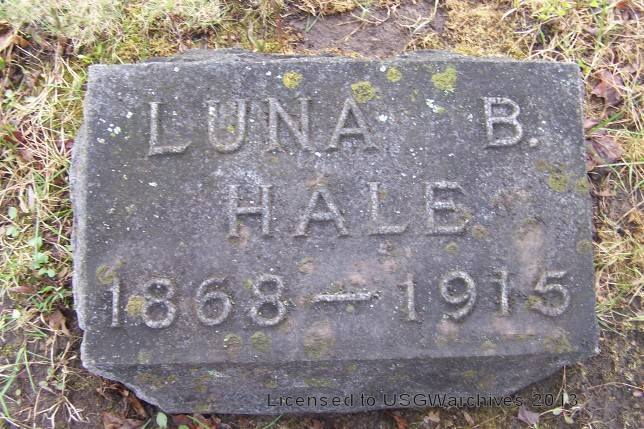 LUNA B.
HALE
1868—1915
Licensed to USGWarchives 2013